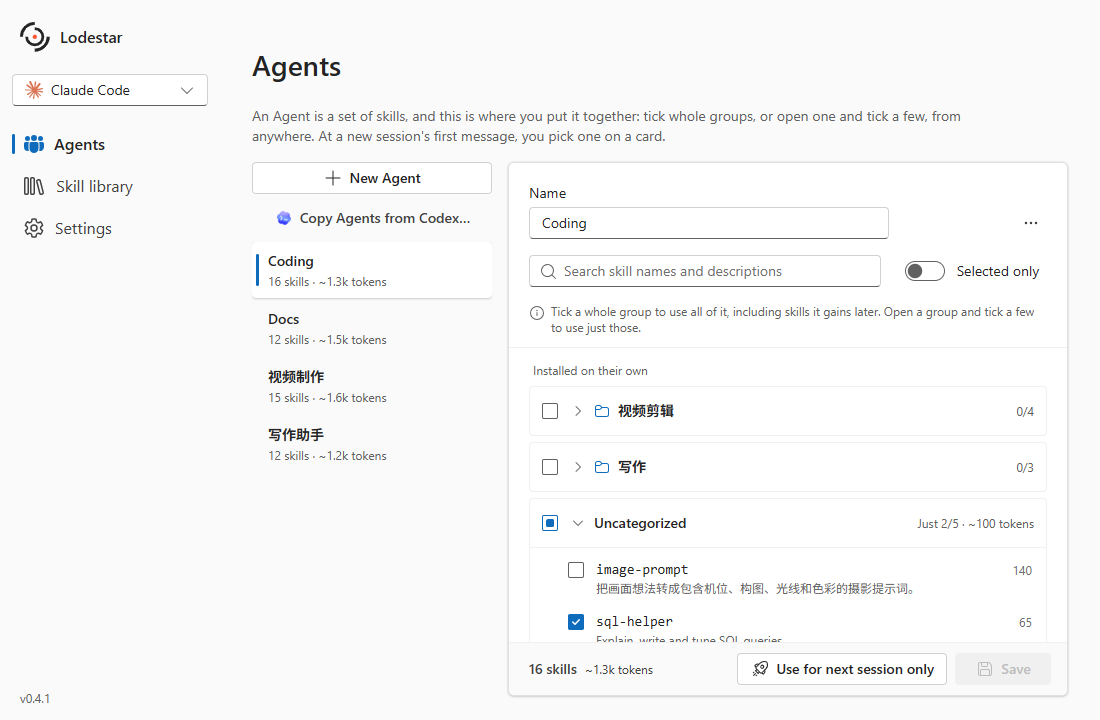 Lodestar
Claude Code
Agents
Skill library
Settings
v0.4.1
Agents
An Agent is a set of skills, and this is where you put it together: tick whole groups, or open one and tick a few, from
anywhere. At a new session's first message, you pick one on a card.
New Agent
Copy Agents from Codex...
Coding
16 skills · ~1.3k tokens
Docs
12 skills · ~1.5k tokens
视频制作
15 skills · ~1.6k tokens
写作助手
12 skills · ~1.2k tokens
Name
Coding
Search skill names and descriptions
Selected only
Tick a whole group to use all of it, including skills it gains later. Open a group and tick a few
to use just those.
Installed on their own
视频剪辑 0/4
写作 0/3
Uncategorized Just 2/5 · ~100 tokens
image-prompt 140
把画面想法转成包含机位、构图、光线和色彩的摄影提示词。
sql-helper 65
Explain, write and tune SQL queries
16 skills ~1.3k tokens
Use for next session only
Save